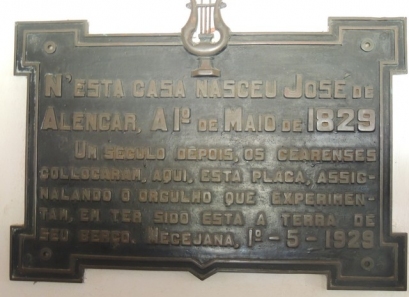 N'ESTA CASA NASCEU JOSÉ DE
ALENCAR, A 1º DE MAIO DE 1829
UM SECULO DEPOIS, OS CEARENSES
COLLOCARAM, AQUI, ESTA PLACA, ASSIG-
NALANDO O ORGULHO QUE EXPERIMEN-
TAM, EM TER SIDO ESTA A TERRA DE
SEU BERÇO. MECEJANA, 1º - 5 - 1929